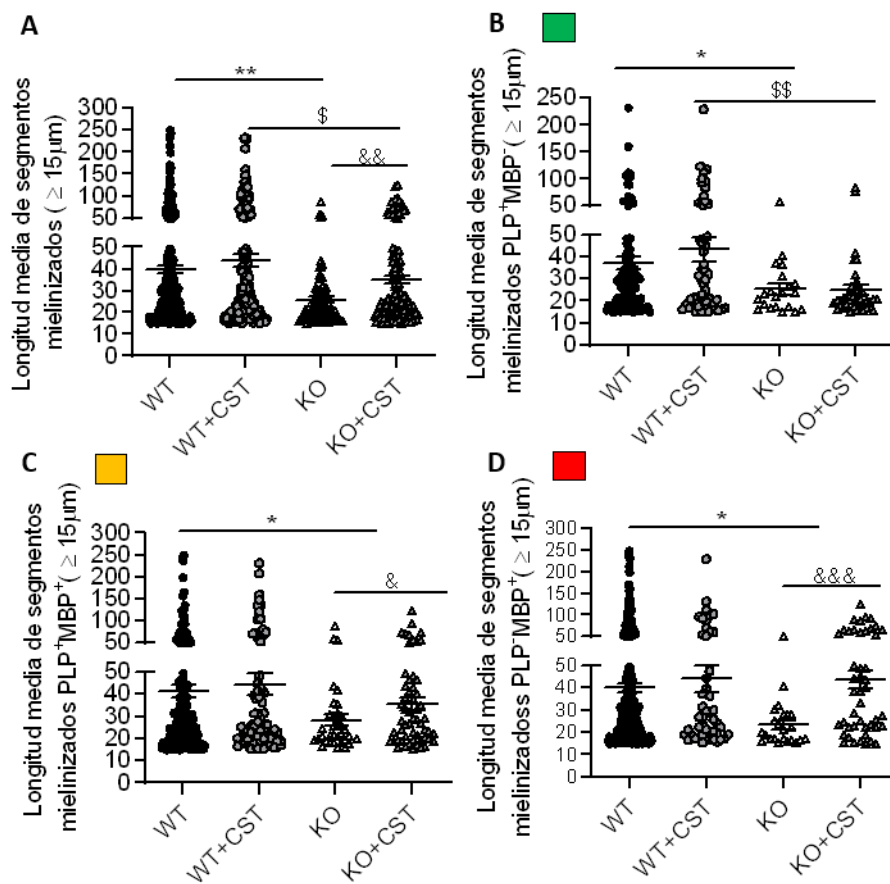 A
Longitud media de segmentos
mielinizados ( ≥ 15μm)
**
$
&&
300
250
200
150
100
50
50
40
30
20
10
0
WT
WT+CST
KO
KO+CST
B
Longitud media de segmentos
mielinizados PLP⁺MBP⁻( ≥ 15μm)
*
$$
250
200
150
100
50
50
40
30
20
10
0
WT
WT+CST
KO
KO+CST
C
Longitud media de segmentos
mielinizados PLP⁺MBP⁺( ≥ 15μm)
*
&
300
250
200
150
100
50
50
40
30
20
10
0
WT
WT+CST
KO
KO+CST
D
Longitud media de segmentos
mielinizadoss PLP⁻MBP⁺( ≥ 15μm)
*
&&&
300
250
200
150
100
50
50
40
30
20
10
0
WT
WT+CST
KO
KO+CST